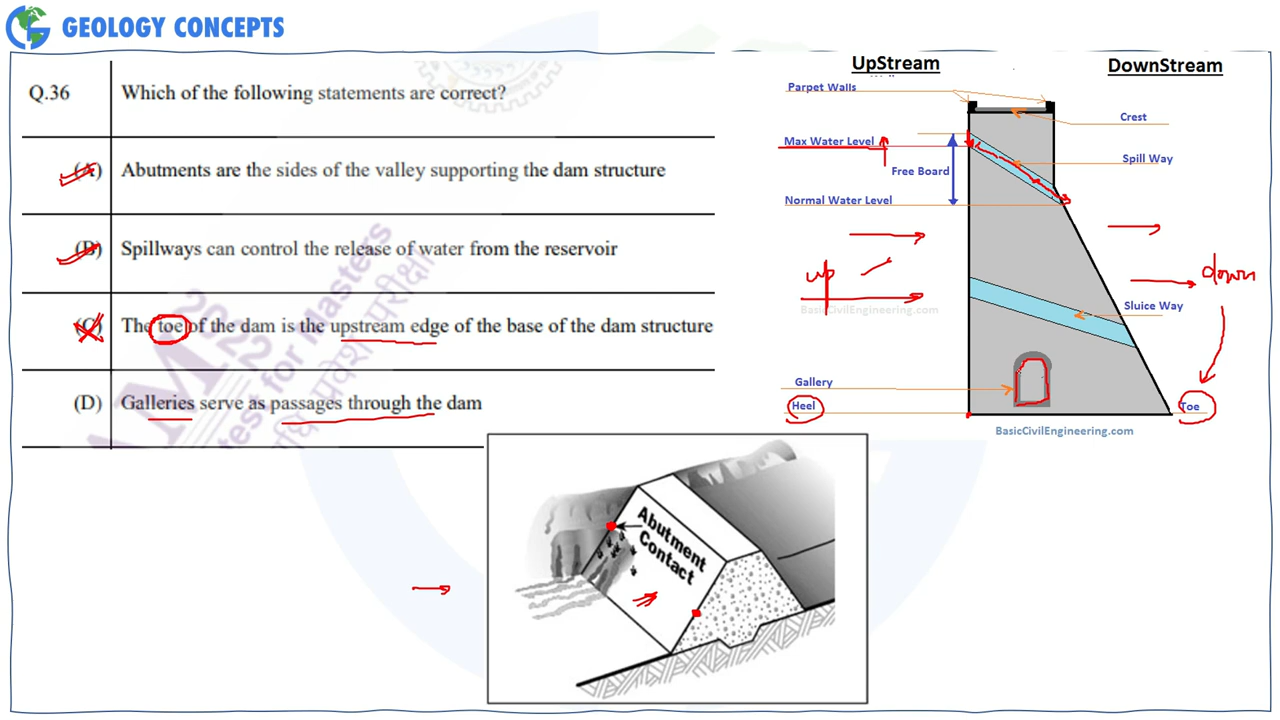 GEOLOGY CONCEPTS
Q.36
Which of the following statements are correct?
(A)
Abutments are the sides of the valley supporting the dam structure
(B)
Spillways can control the release of water from the reservoir
(C)
The toe of the dam is the upstream edge of the base of the dam structure
(D)
Galleries serve as passages through the dam
UpStream
DownStream
Parpet Walls
Crest
Max Water Level
Spill Way
Free Board
Normal Water Level
up
down
BasicCivilEngineering.com
Sluice Way
Gallery
Heel
Toe
BasicCivilEngineering.com
Abutment
Contact
2022
test for Masters